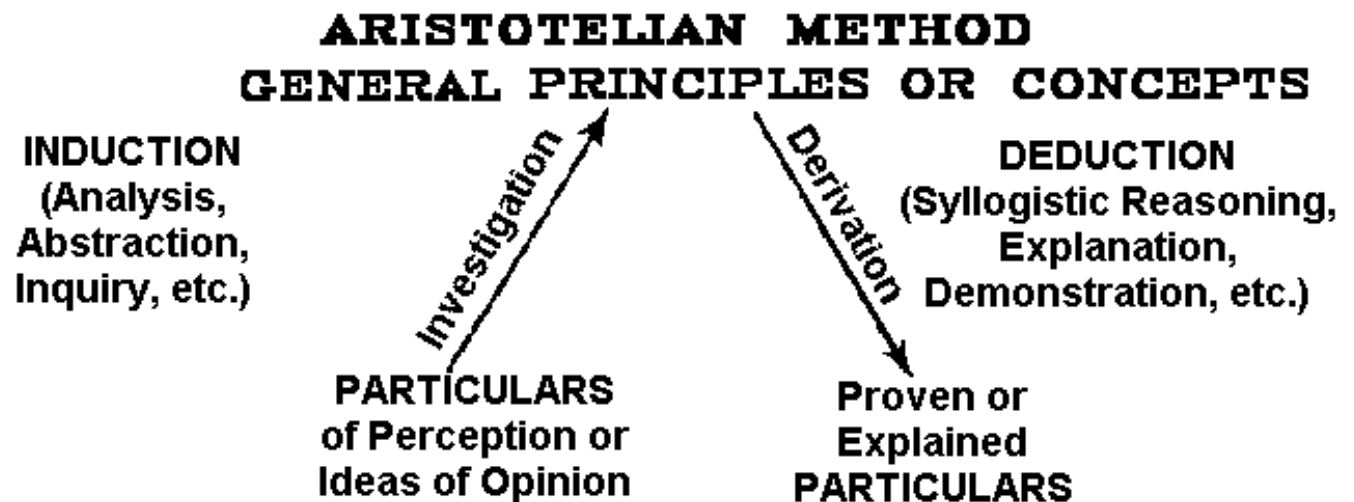 ARISTOTELIAN METHOD
GENERAL PRINCIPLES OR CONCEPTS
INDUCTION
(Analysis,
Abstraction,
Inquiry, etc.)
Investigation
Derivation
DEDUCTION
(Syllogistic Reasoning,
Explanation,
Demonstration, etc.)
PARTICULARS
of Perception or
Ideas of Opinion
Proven or
Explained
PARTICULARS